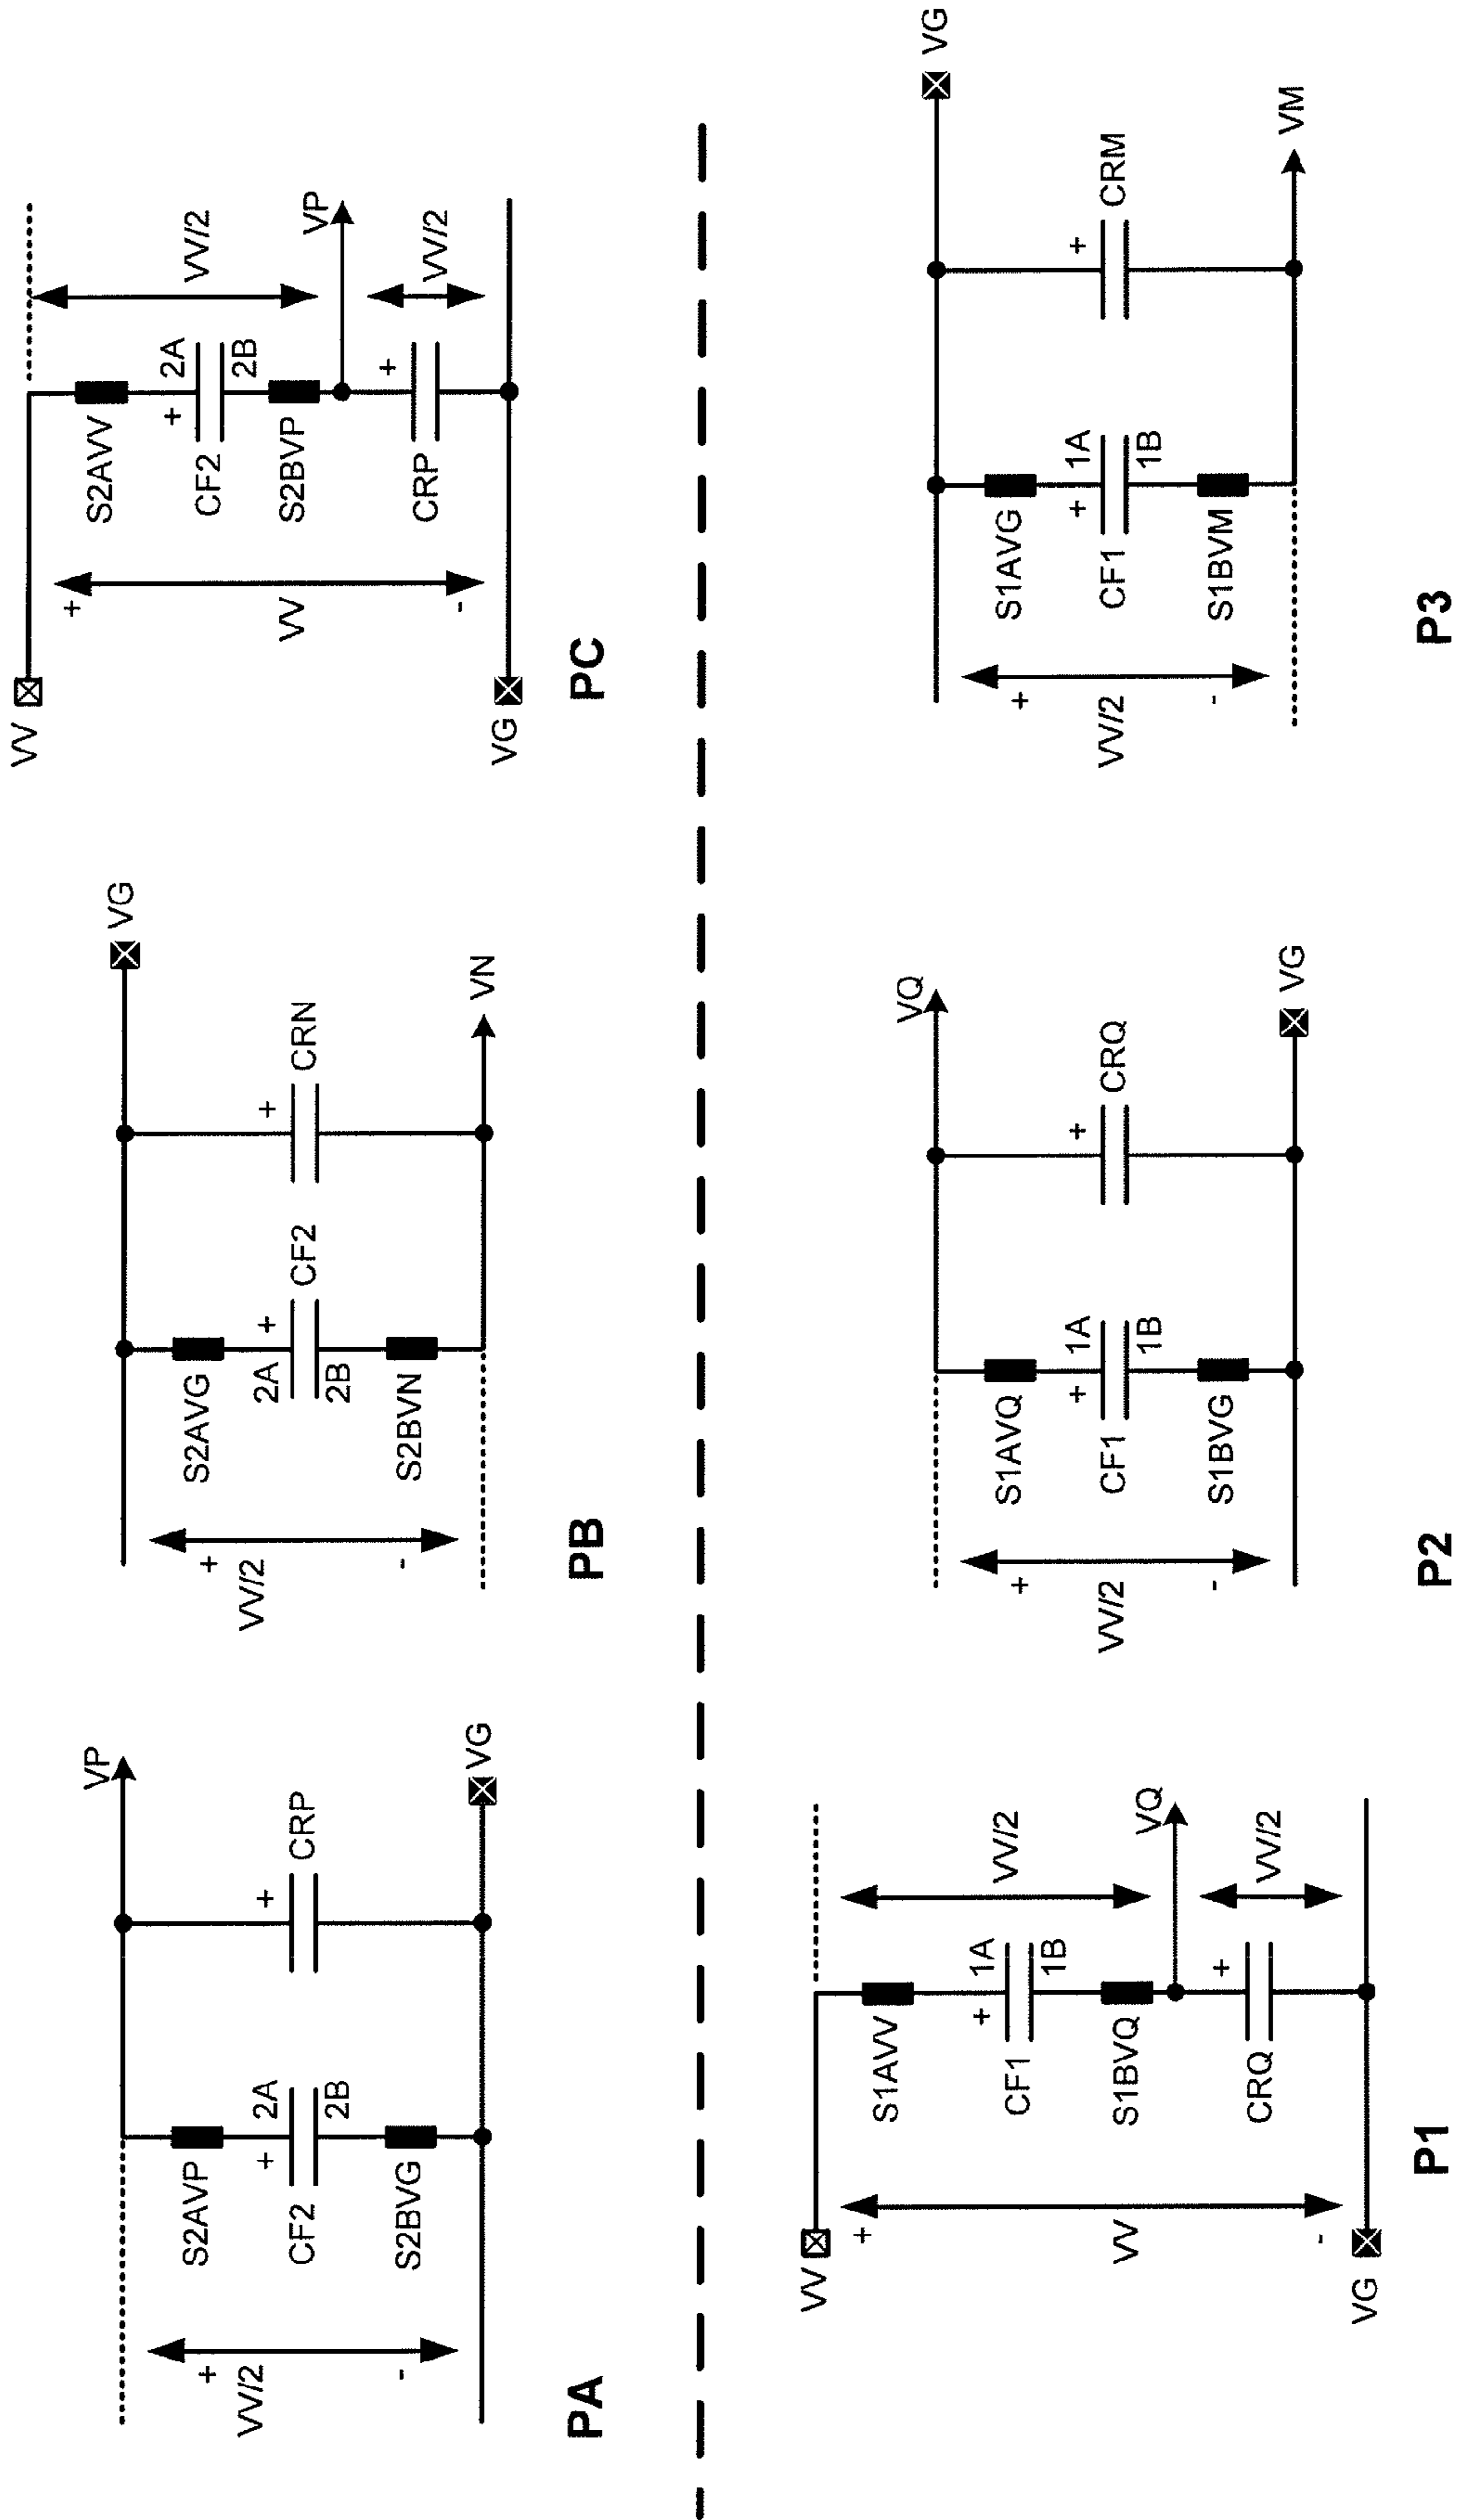 VP
S2AVP
2A
+
CF2
2B
S2BVG
+
VV/2
-
+
CRP
VG
PA
VG
S2AVG
2A
+
CF2
2B
S2BVN
+
VV/2
-
+
CRN
VN
PB
VV
S2AVV
2A
+
CF2
2B
S2BVP
+
VV
-
VV/2
VP
+
CRP
VV/2
VG
PC
VV
S1AVV
1A
+
CF1
1B
S1BVQ
+
VV
-
VV/2
VQ
+
CRQ
VV/2
VG
P1
VQ
S1AVQ
1A
+
CF1
1B
S1BVG
+
VV/2
-
+
CRQ
VG
P2
VG
S1AVG
1A
+
CF1
1B
S1BVM
+
VV/2
-
+
CRM
VM
P3